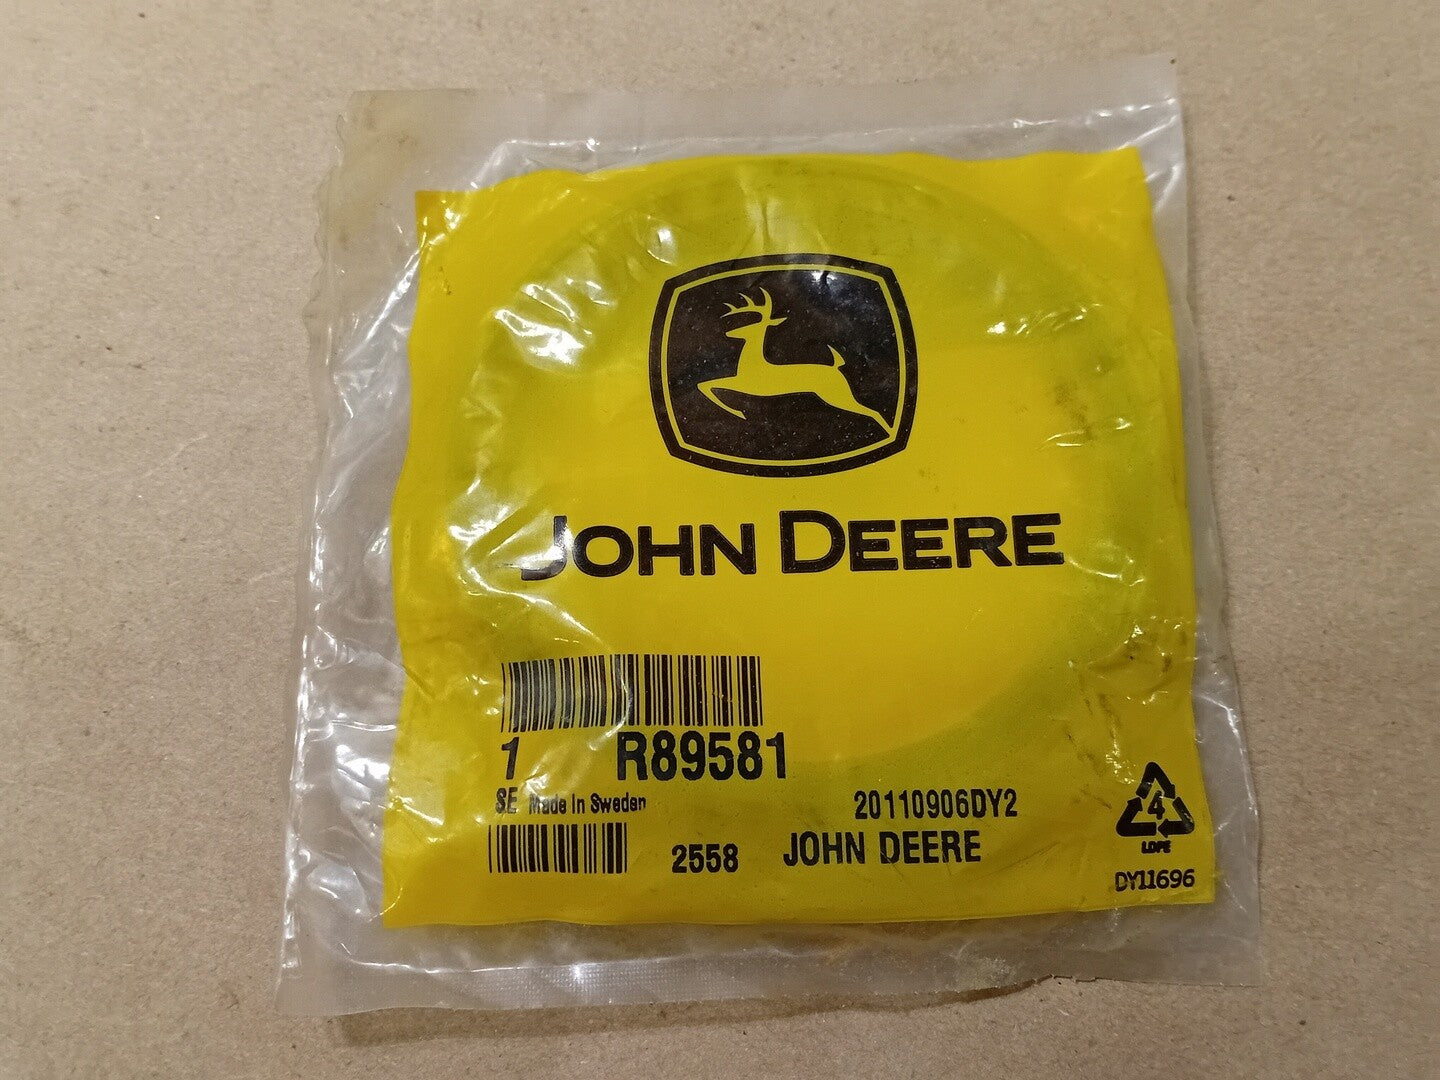 JOHN DEERE
1 R89581
SE Made In Sweden
20110906DY2
2558 JOHN DEERE
4
LDPE
DY11696